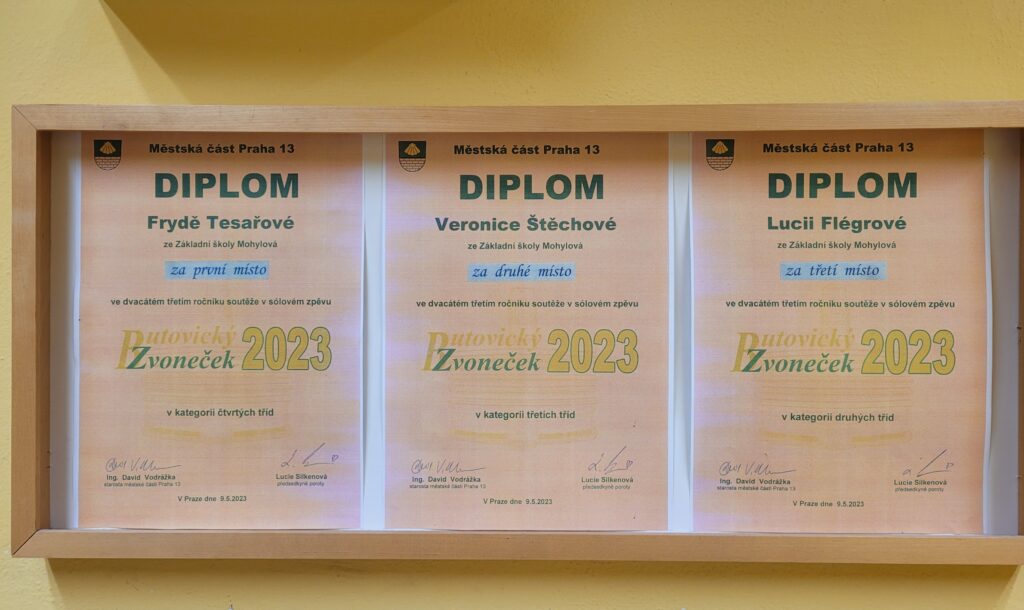 Městská část Praha 13
DIPLOM
Frydě Tesařové
ze Základní školy Mohylová
za první místo
ve dvacátém třetím ročníku soutěže v sólovém zpěvu
Butovický
Zvoneček 2023
v kategorii čtvrtých tříd
Ing. David Vodrážka
starosta městské části Praha 13
Lucie Silkenová
předsedkyně poroty
V Praze dne 9.5.2023
Městská část Praha 13
DIPLOM
Veronice Štěchové
ze Základní školy Mohylová
za druhé místo
ve dvacátém třetím ročníku soutěže v sólovém zpěvu
Butovický
Zvoneček 2023
v kategorii třetích tříd
Ing. David Vodrážka
starosta městské části Praha 13
Lucie Silkenová
předsedkyně poroty
V Praze dne 9.5.2023
Městská část Praha 13
DIPLOM
Lucii Flégrové
ze Základní školy Mohylová
za třetí místo
ve dvacátém třetím ročníku soutěže v sólovém zpěvu
Butovický
Zvoneček 2023
v kategorii druhých tříd
Ing. David Vodrážka
starosta městské části Praha 13
Lucie Silkenová
předsedkyně poroty
V Praze dne 9.5.2023